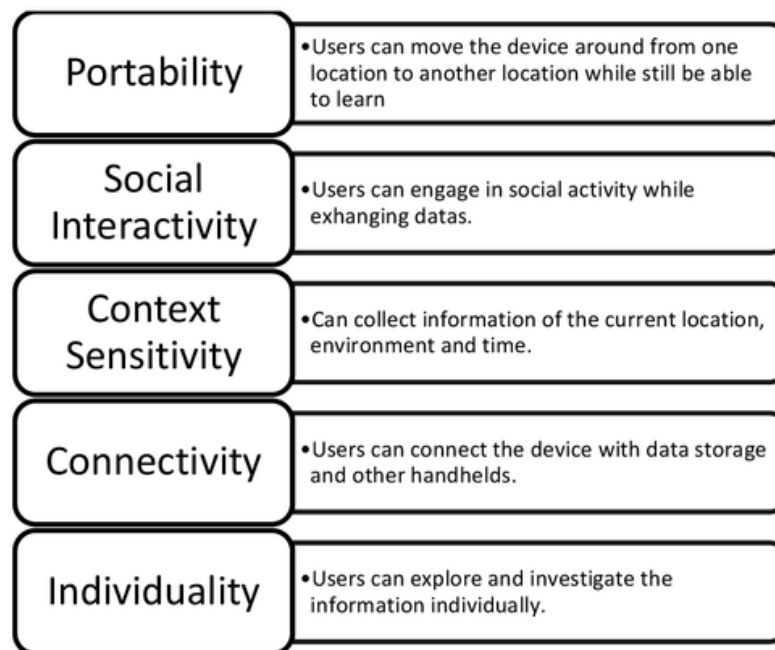 Portability
•Users can move the device around from one
location to another location while still be able
to learn
Social
Interactivity
•Users can engage in social activity while
exhanging datas.
Context
Sensitivity
•Can collect information of the current location,
environment and time.
Connectivity
•Users can connect the device with data storage
and other handhelds.
Individuality
•Users can explore and investigate the
information individually.